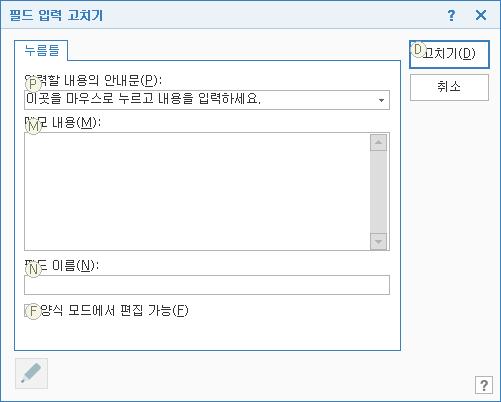 필드 입력 고치기
?
누름틀
고치기(D)
D
취소
입력할 내용의 안내문(P):
P
이곳을 마우스로 누르고 내용을 입력하세요.
메모 내용(M):
M
필드 이름(N):
N
F
양식 모드에서 편집 가능(F)
?